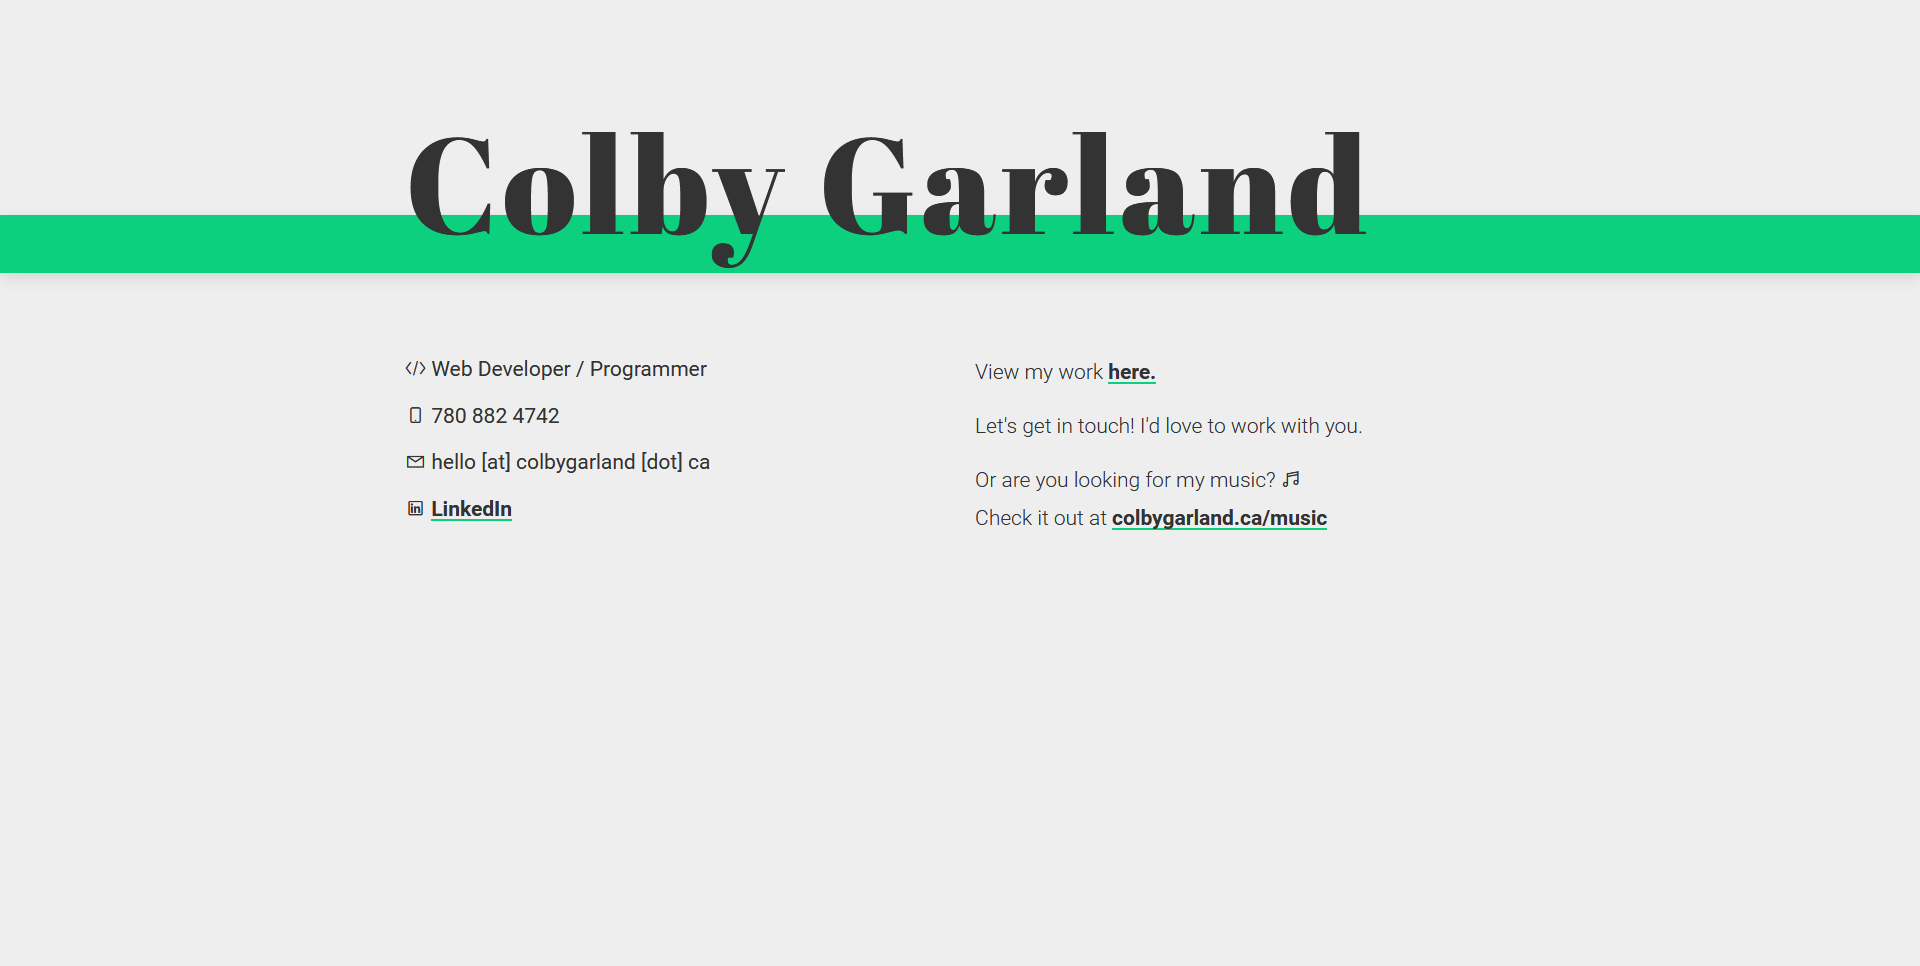 Colby Garland
Web Developer / Programmer
780 882 4742
hello [at] colbygarland [dot] ca
LinkedIn
View my work here.
Let's get in touch! I'd love to work with you.
Or are you looking for my music?
Check it out at colbygarland.ca/music